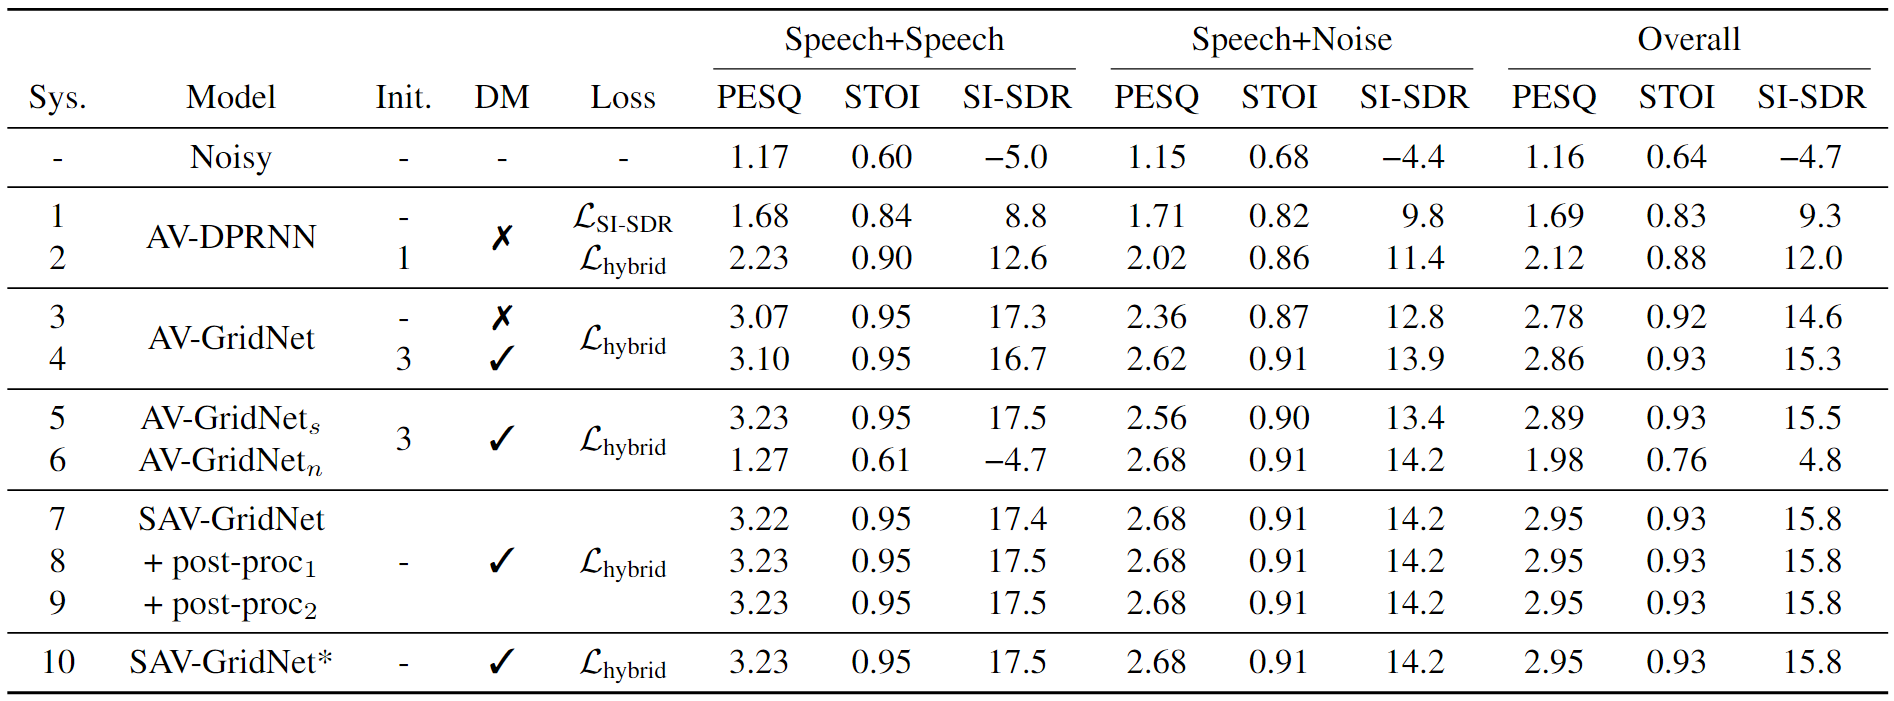 Speech+Speech Speech+Noise Overall
Sys. Model Init. DM Loss PESQ STOI SI-SDR PESQ STOI SI-SDR PESQ STOI SI-SDR
- Noisy - - - 1.17 0.60 −5.0 1.15 0.68 −4.4 1.16 0.64 −4.7
1 AV-DPRNN - ✗ ℒSI-SDR 1.68 0.84 8.8 1.71 0.82 9.8 1.69 0.83 9.3
2 1 ℒhybrid 2.23 0.90 12.6 2.02 0.86 11.4 2.12 0.88 12.0
3 AV-GridNet - ✗ ℒhybrid 3.07 0.95 17.3 2.36 0.87 12.8 2.78 0.92 14.6
4 3 ✓ 3.10 0.95 16.7 2.62 0.91 13.9 2.86 0.93 15.3
5 AV-GridNetₛ 3 ✓ ℒhybrid 3.23 0.95 17.5 2.56 0.90 13.4 2.89 0.93 15.5
6 AV-GridNetₙ 1.27 0.61 −4.7 2.68 0.91 14.2 1.98 0.76 4.8
7 SAV-GridNet 3.22 0.95 17.4 2.68 0.91 14.2 2.95 0.93 15.8
8 + post-proc₁ - ✓ ℒhybrid 3.23 0.95 17.5 2.68 0.91 14.2 2.95 0.93 15.8
9 + post-proc₂ 3.23 0.95 17.5 2.68 0.91 14.2 2.95 0.93 15.8
10 SAV-GridNet* - ✓ ℒhybrid 3.23 0.95 17.5 2.68 0.91 14.2 2.95 0.93 15.8